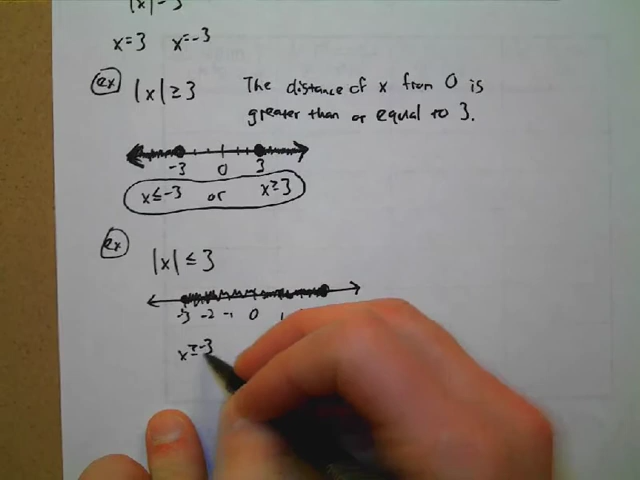 x=3 x=-3
ex |x| ≥ 3 The distance of x from 0 is
greater than or equal to 3.
-3 0 3
x≤-3 or x≥3
ex |x| ≤ 3
-3 -2 -1 0
x≥-3